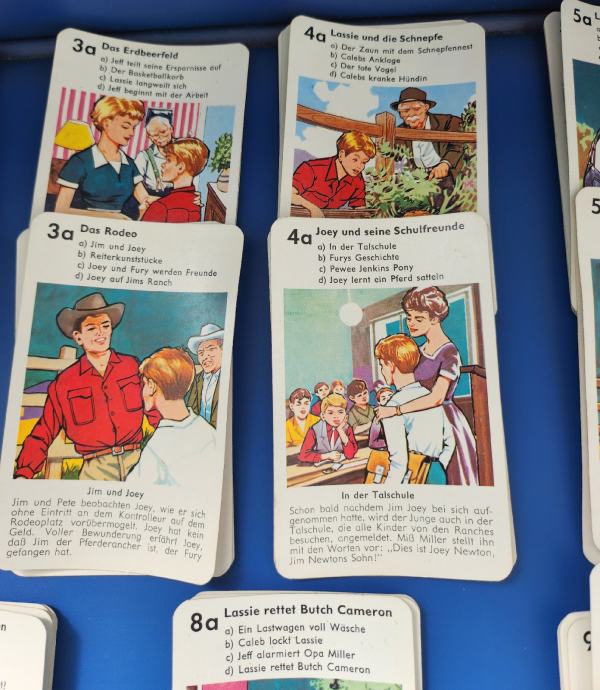 3a Das Erdbeerfeld
a) Jeff teilt seine Ersparnisse auf
b) Der Basketballkorb
c) Lassie langweilt sich
d) Jeff beginnt mit der Arbeit
4a Lassie und die Schnepfe
a) Der Zaun mit dem Schnepfennest
b) Calebs Anklage
c) Der tote Vogel
d) Calebs kranke Hündin
5a
3a Das Rodeo
a) Jim und Joey
b) Reiterkunststücke
c) Joey und Fury werden Freunde
d) Joey auf Jims Ranch
Jim und Joey
Jim und Pete beobachten Joey, wie er sich
ohne Eintritt an dem Kontrolleur auf dem
Rodeoplatz vorübermogelt. Joey hat kein
Geld. Voller Bewunderung erfährt Joey,
daß Jim der Pferderancher ist, der Fury
gefangen hat.
4a Joey und seine Schulfreunde
a) In der Talschule
b) Furys Geschichte
c) Pewee Jenkins Pony
d) Joey lernt ein Pferd satteln
In der Talschule
Schon bald nachdem Jim Joey bei sich auf-
genommen hatte, wird der Junge auch in der
Talschule, die alle Kinder von den Ranches
besuchen, angemeldet. Miß Miller stellt ihn
mit den Worten vor: „Dies ist Joey Newton,
Jim Newtons Sohn!"
5
8a Lassie rettet Butch Cameron
a) Ein Lastwagen voll Wäsche
b) Caleb lockt Lassie
c) Jeff alarmiert Opa Miller
d) Lassie rettet Butch Cameron